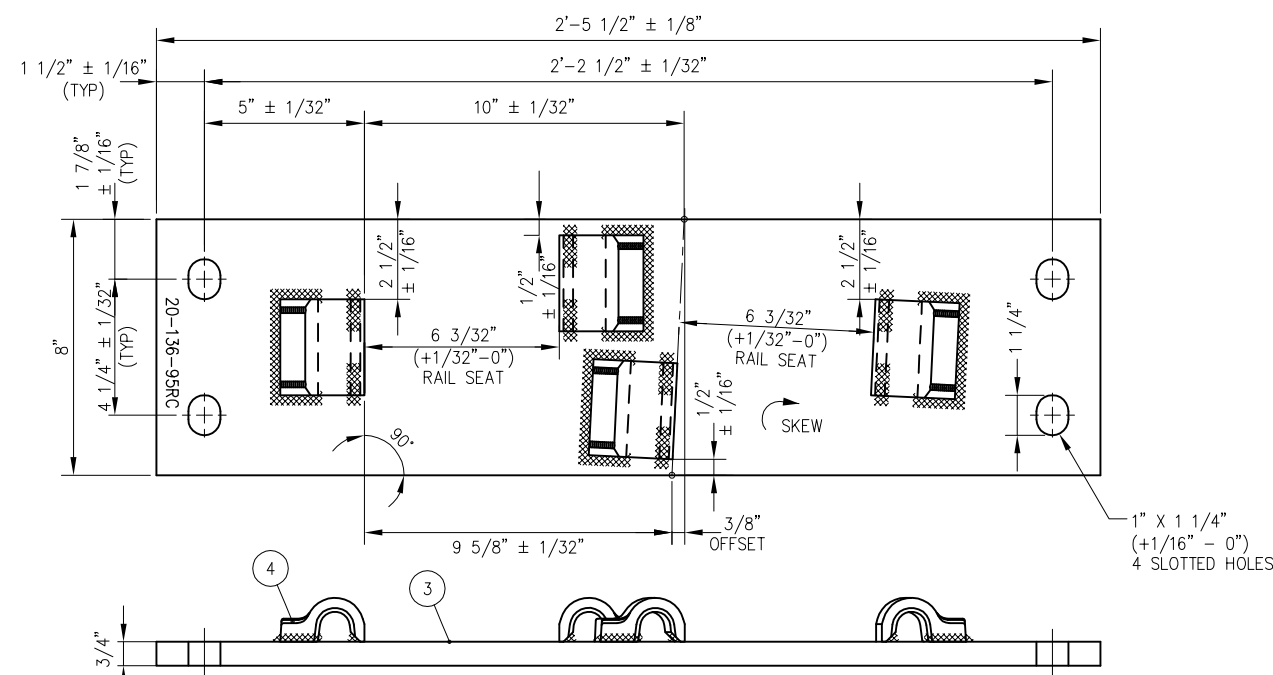 2'-5 1/2" ± 1/8"
1 1/2" ± 1/16"
(TYP)
2'-2 1/2" ± 1/32"
5" ± 1/32"
10" ± 1/32"
1 7/8"
± 1/16"
(TYP)
2 1/2"
± 1/16"
1/2"
± 1/16"
2 1/2"
± 1/16"
8"
4 1/4" ± 1/32"
(TYP)
20-136-95RC
6 3/32"
(+1/32"-0")
RAIL SEAT
6 3/32"
(+1/32"-0")
RAIL SEAT
1 1/4"
1/2"
± 1/16"
SKEW
90°
9 5/8" ± 1/32"
3/8"
OFFSET
1" X 1 1/4"
(+1/16" - 0")
4 SLOTTED HOLES
4
3
3/4"